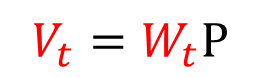 V_t = W_t P